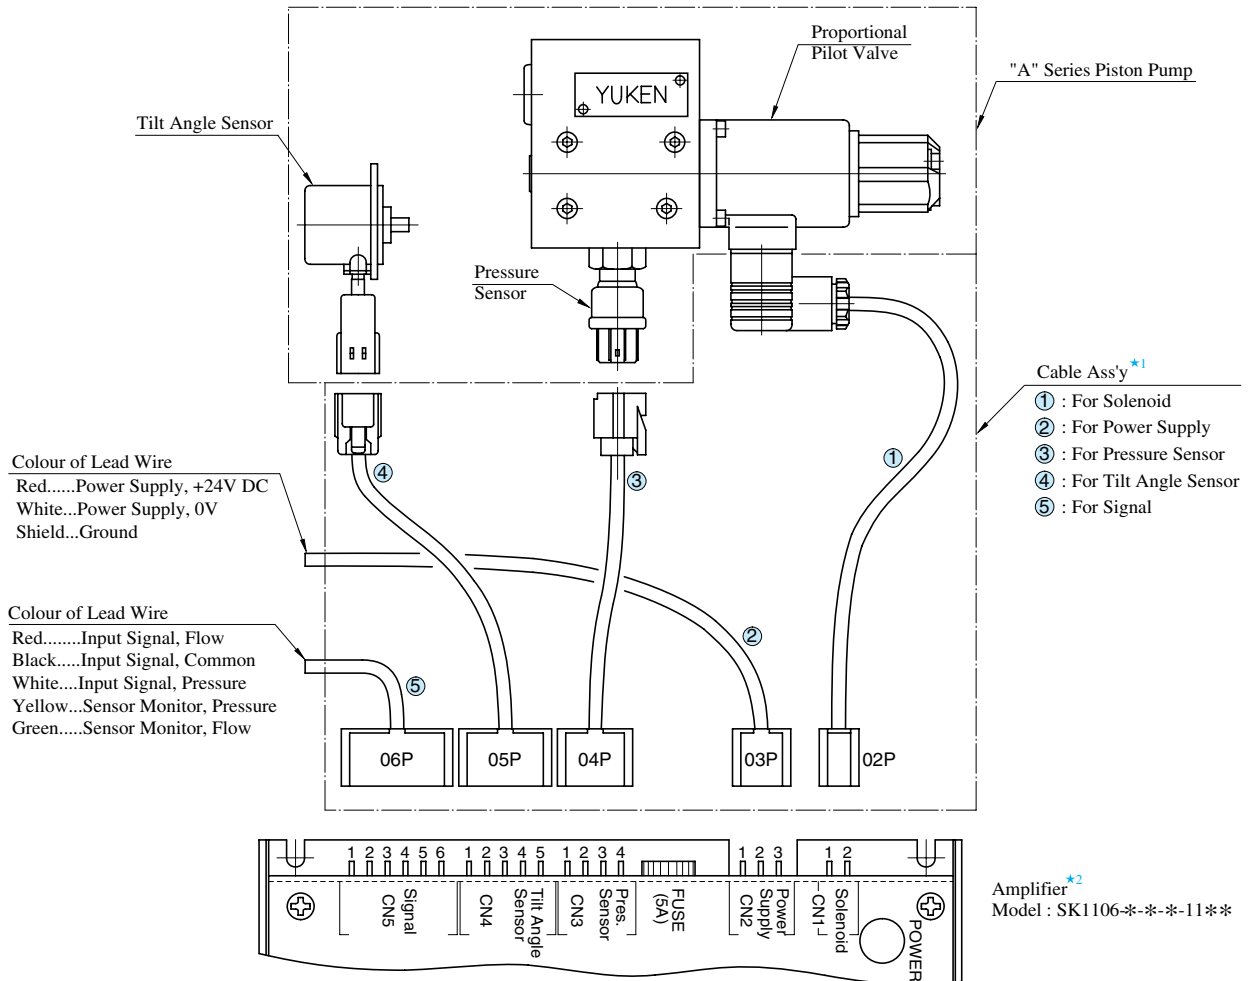 Proportional
Pilot Valve
"A" Series Piston Pump
YUKEN
Tilt Angle Sensor
Pressure
Sensor
Cable Ass'y★1
1 : For Solenoid
2 : For Power Supply
3 : For Pressure Sensor
4 : For Tilt Angle Sensor
5 : For Signal
1
4
3
Colour of Lead Wire
Red......Power Supply, +24V DC
White...Power Supply, 0V
Shield...Ground
Colour of Lead Wire
Red........Input Signal, Flow
Black.....Input Signal, Common
White....Input Signal, Pressure
Yellow...Sensor Monitor, Pressure
Green.....Sensor Monitor, Flow
2
5
06P 05P 04P 03P 02P
1 2 3 4 5 6 1 2 3 4 5 1 2 3 4 1 2 3 1 2
Signal
CN5
Tilt Angle
Sensor
CN4
Pres.
Sensor
CN3
FUSE
(5A)
Power
Supply
CN2
Solenoid
CN1
POWER
Amplifier★2
Model : SK1106-*-*-*-11**